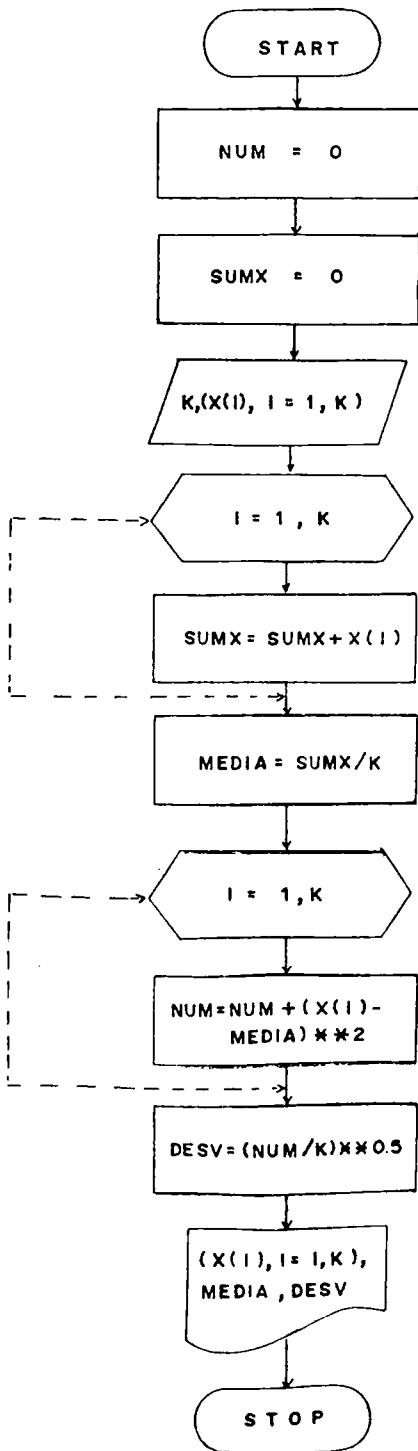 START
NUM = 0
SUMX = 0
K,(X(I), I = 1, K)
I = 1, K
SUMX = SUMX + X(I)
MEDIA = SUMX/K
I = 1, K
NUM=NUM + (X(I)-
MEDIA)**2
DESV=(NUM/K)**0.5
(X(I), I= I,K),
MEDIA, DESV
STOP